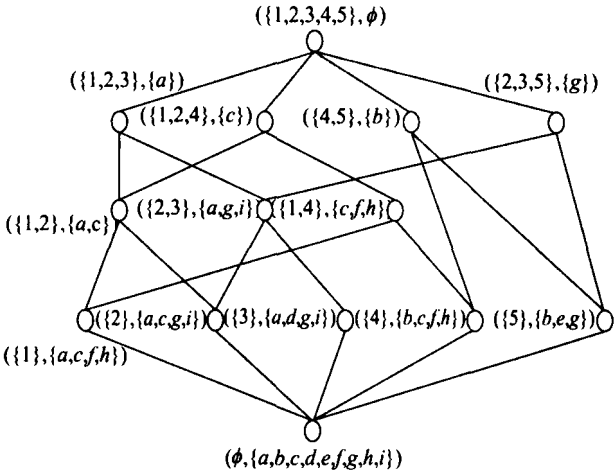 ({1,2,3,4,5},ϕ)
({1,2,3},{a}) ({2,3,5},{g})
({1,2,4},{c}) ({4,5},{b})
({2,3},{a,g,i}) ({1,4},{c,f,h})
({1,2},{a,c})
({2},{a,c,g,i}) ({3},{a,d,g,i}) ({4},{b,c,f,h}) ({5},{b,e,g})
({1},{a,c,f,h})
(ϕ,{a,b,c,d,e,f,g,h,i})